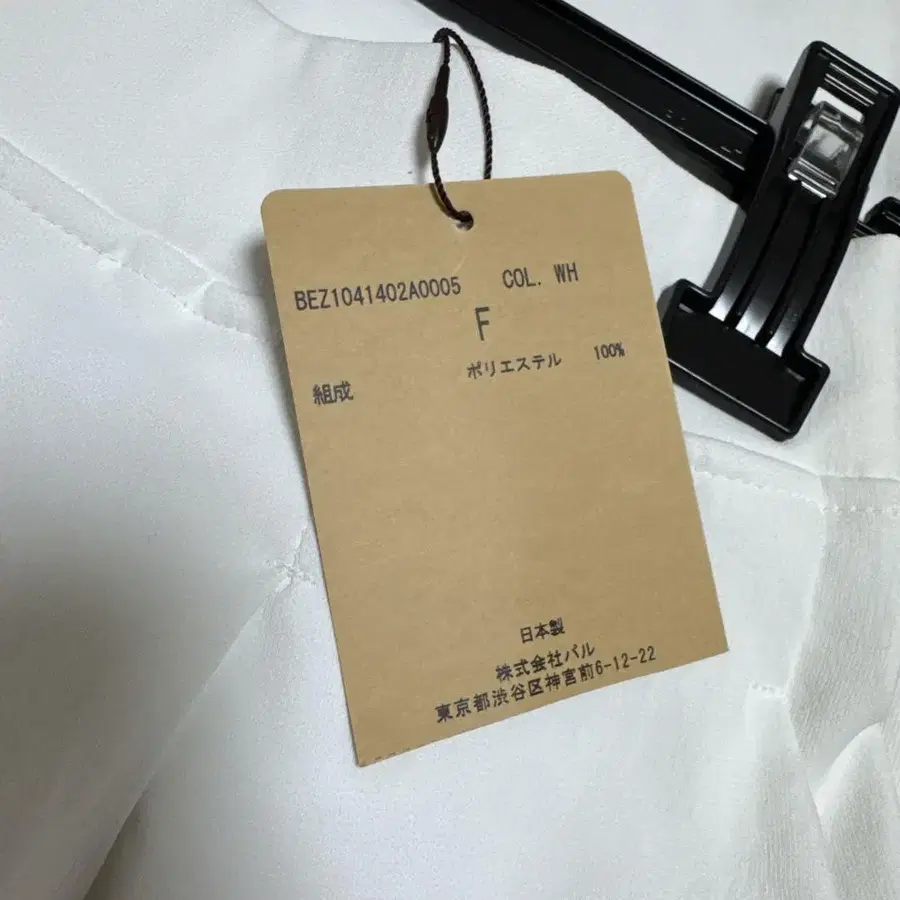 BEZ1041402A0005 COL. WH
F
ポリエステル 100%
組成
日本製
株式会社パル
東京都渋谷区神宮前6-12-22